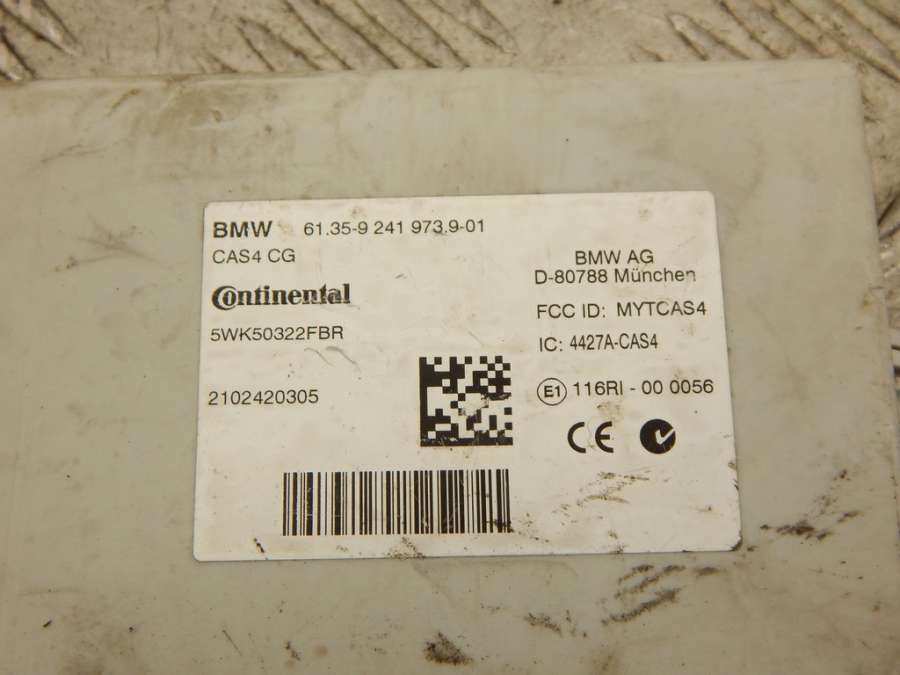 BMW 61.35-9 241 973.9-01
CAS4 CG
Continental
5WK50322FBR
2102420305
BMW AG
D-80788 München
FCC ID: MYTCAS4
IC: 4427A-CAS4
E1 116RI - 00 0056
CE